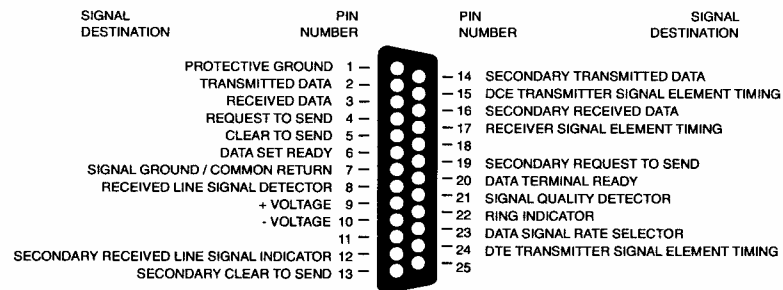 SIGNAL DESTINATION
PIN NUMBER
PROTECTIVE GROUND 1
TRANSMITTED DATA 2
RECEIVED DATA 3
REQUEST TO SEND 4
CLEAR TO SEND 5
DATA SET READY 6
SIGNAL GROUND / COMMON RETURN 7
RECEIVED LINE SIGNAL DETECTOR 8
+ VOLTAGE 9
- VOLTAGE 10
11
SECONDARY RECEIVED LINE SIGNAL INDICATOR 12
SECONDARY CLEAR TO SEND 13
PIN NUMBER
SIGNAL DESTINATION
14 SECONDARY TRANSMITTED DATA
15 DCE TRANSMITTER SIGNAL ELEMENT TIMING
16 SECONDARY RECEIVED DATA
17 RECEIVER SIGNAL ELEMENT TIMING
18
19 SECONDARY REQUEST TO SEND
20 DATA TERMINAL READY
21 SIGNAL QUALITY DETECTOR
22 RING INDICATOR
23 DATA SIGNAL RATE SELECTOR
24 DTE TRANSMITTER SIGNAL ELEMENT TIMING
25